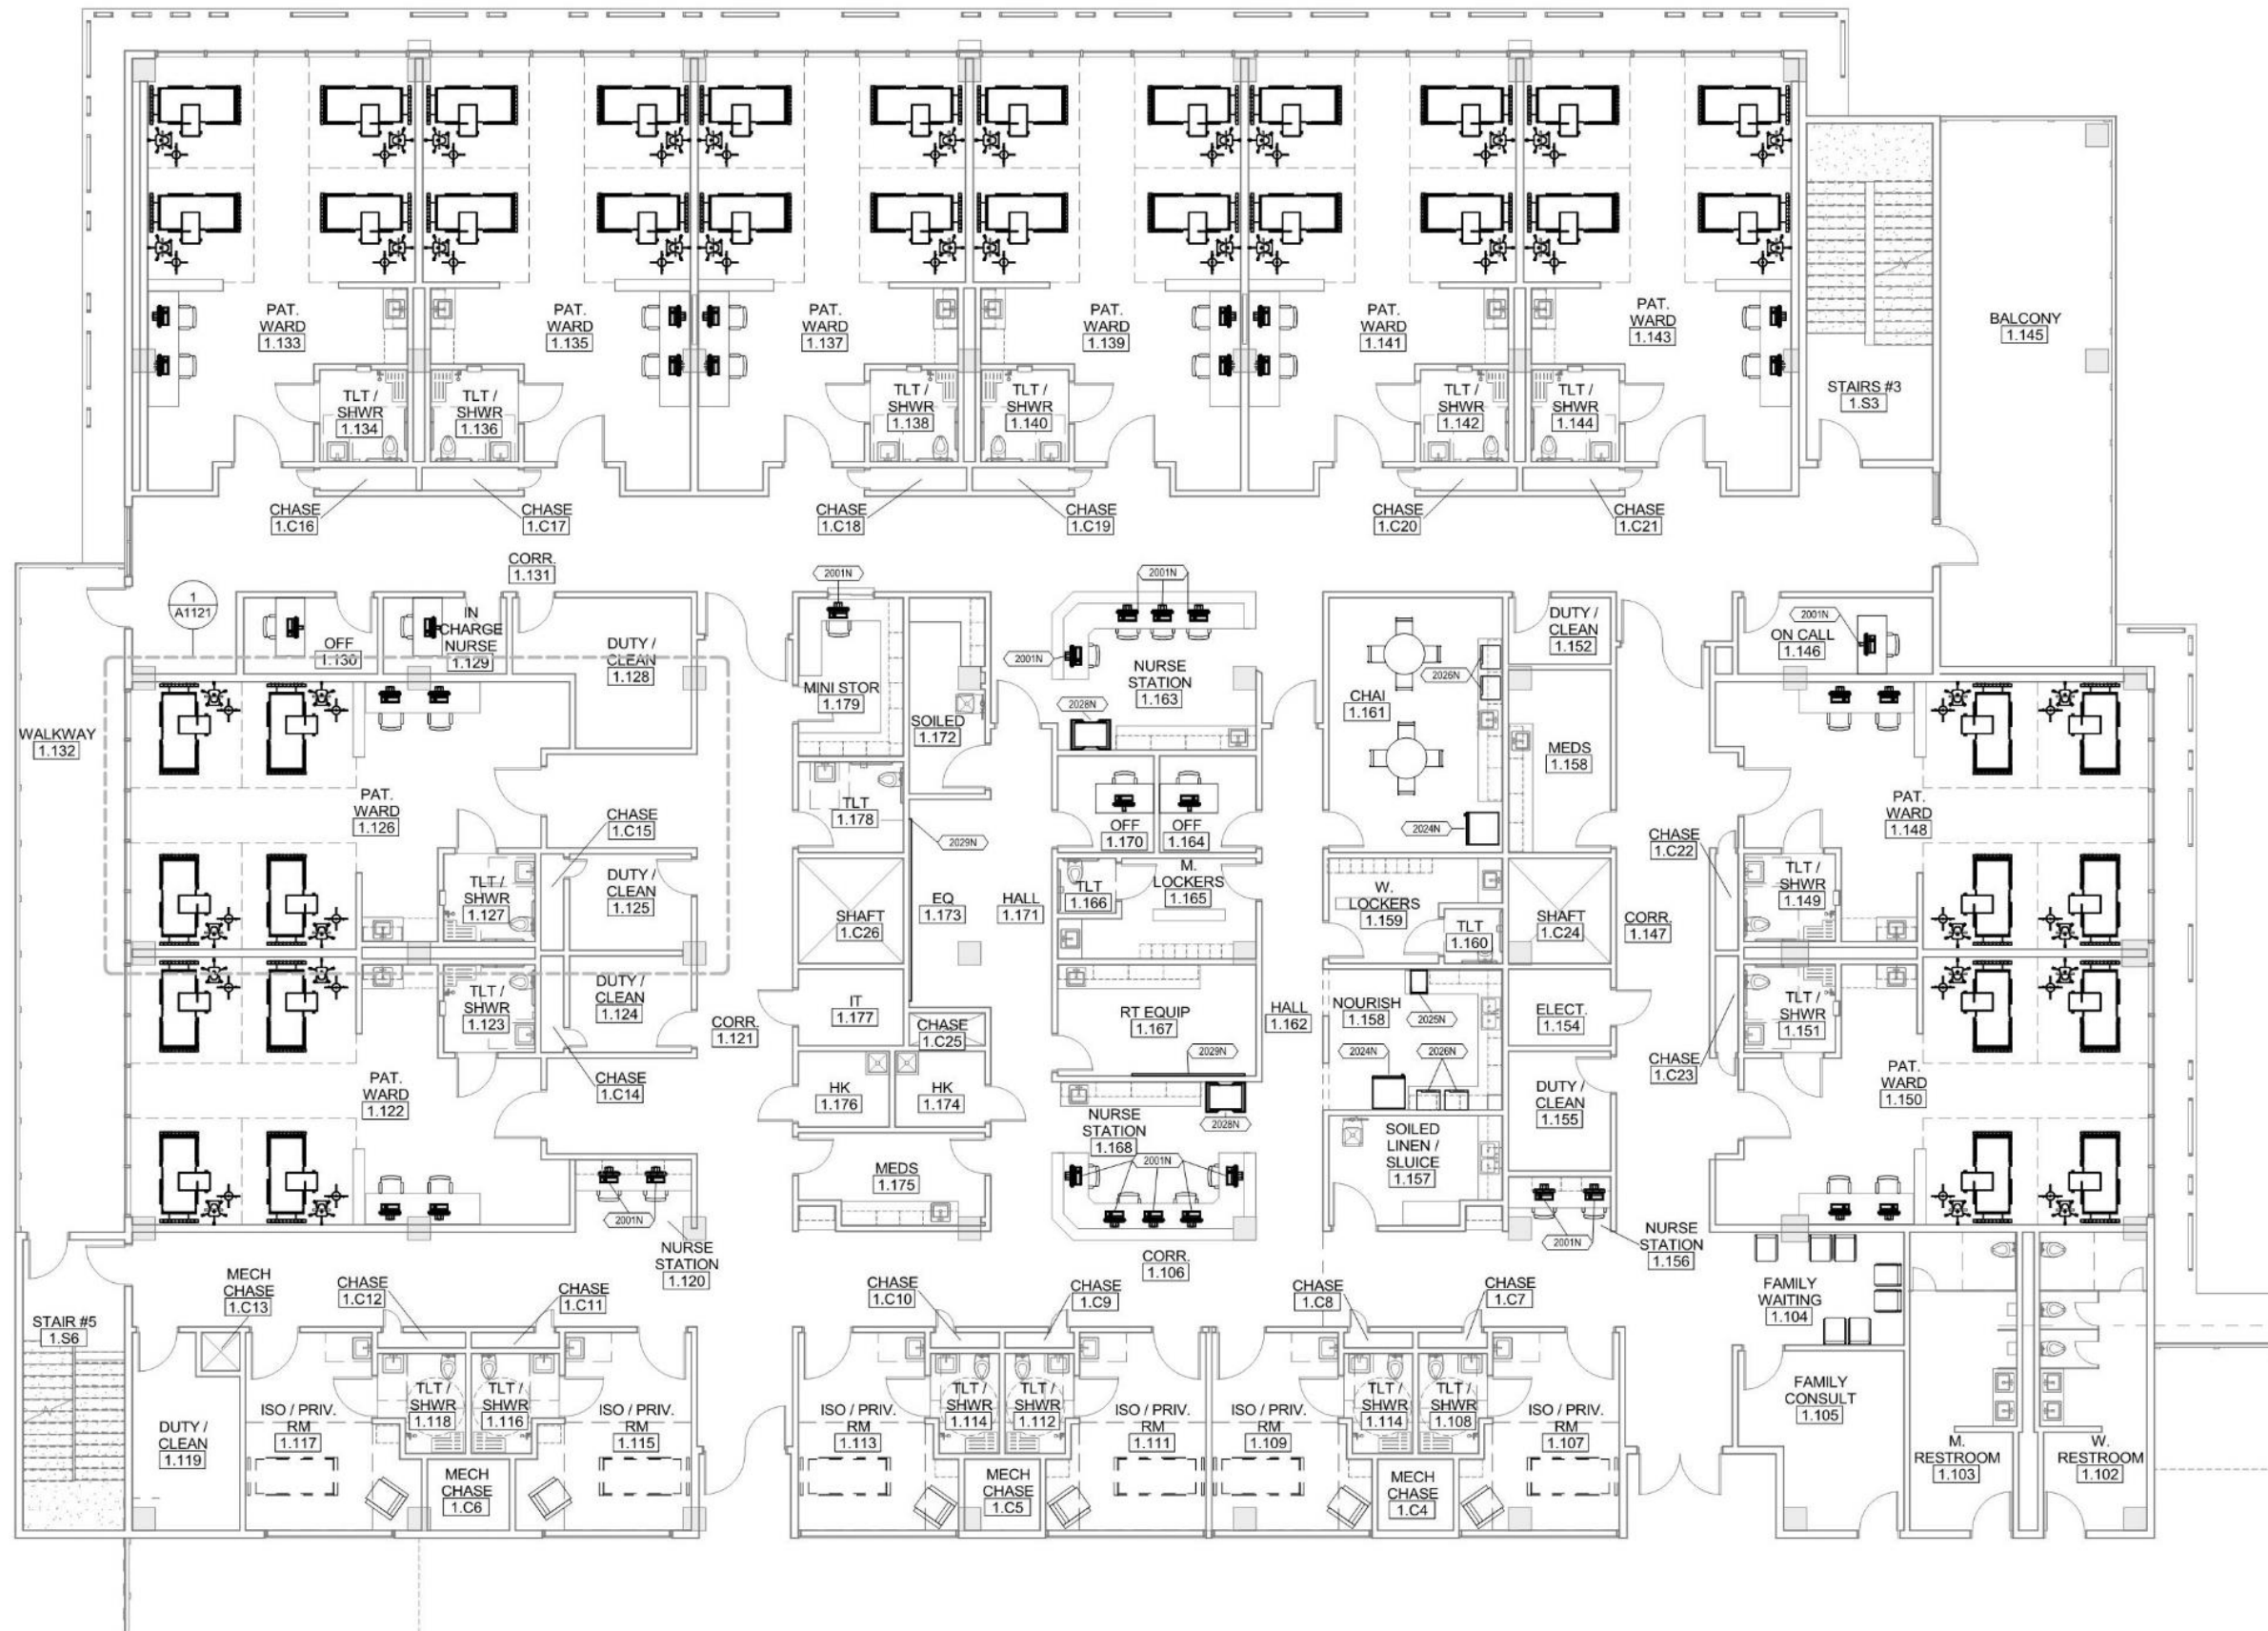 PAT.
WARD
1.133
PAT.
WARD
1.135
PAT.
WARD
1.137
PAT.
WARD
1.139
PAT.
WARD
1.141
PAT.
WARD
1.143
BALCONY
1.145
STAIRS #3
1.S3
TLT /
SHWR
1.134
TLT /
SHWR
1.136
TLT /
SHWR
1.138
TLT /
SHWR
1.140
TLT /
SHWR
1.142
TLT /
SHWR
1.144
CHASE
1.C16
CHASE
1.C17
CHASE
1.C18
CHASE
1.C19
CHASE
1.C20
CHASE
1.C21
CORR.
1.131
1
A1121
OFF
1.130
IN
CHARGE
NURSE
1.129
DUTY /
CLEAN
1.128
2001N
MINI STOR
1.179
SOILED
1.172
2001N
2001N
NURSE
STATION
1.163
2028N
CHAI
1.161
2026N
2024N
DUTY /
CLEAN
1.152
MEDS
1.158
2001N
ON CALL
1.146
WALKWAY
1.132
PAT.
WARD
1.126
CHASE
1.C15
TLT /
SHWR
1.127
DUTY /
CLEAN
1.125
TLT
1.178
2029N
SHAFT
1.C26
EQ
1.173
HALL
1.171
OFF
1.170
OFF
1.164
TLT
1.166
M.
LOCKERS
1.165
W.
LOCKERS
1.159
TLT
1.160
SHAFT
1.C24
CORR.
1.147
CHASE
1.C22
PAT.
WARD
1.148
TLT /
SHWR
1.149
TLT /
SHWR
1.123
DUTY /
CLEAN
1.124
CORR.
1.121
IT
1.177
CHASE
1.C25
RT EQUIP
1.167
2029N
HALL
1.162
NOURISH
1.158
2025N
2024N
2026N
ELECT.
1.154
TLT /
SHWR
1.151
CHASE
1.C23
PAT.
WARD
1.122
CHASE
1.C14
HK
1.176
HK
1.174
NURSE
STATION
1.168
2028N
2001N
DUTY /
CLEAN
1.155
PAT.
WARD
1.150
SOILED
LINEN /
SLUICE
1.157
MEDS
1.175
2001N
NURSE
STATION
1.120
2001N
NURSE
STATION
1.156
CORR.
1.106
STAIR #5
1.S6
MECH
CHASE
1.C13
CHASE
1.C12
CHASE
1.C11
CHASE
1.C10
CHASE
1.C9
CHASE
1.C8
CHASE
1.C7
FAMILY
WAITING
1.104
DUTY /
CLEAN
1.119
ISO / PRIV.
RM
1.117
TLT /
SHWR
1.118
TLT /
SHWR
1.116
ISO / PRIV.
RM
1.115
MECH
CHASE
1.C6
ISO / PRIV.
RM
1.113
TLT /
SHWR
1.114
TLT /
SHWR
1.112
ISO / PRIV.
RM
1.111
MECH
CHASE
1.C5
ISO / PRIV.
RM
1.109
TLT /
SHWR
1.114
TLT /
SHWR
1.108
ISO / PRIV.
RM
1.107
MECH
CHASE
1.C4
FAMILY
CONSULT
1.105
M.
RESTROOM
1.103
W.
RESTROOM
1.102